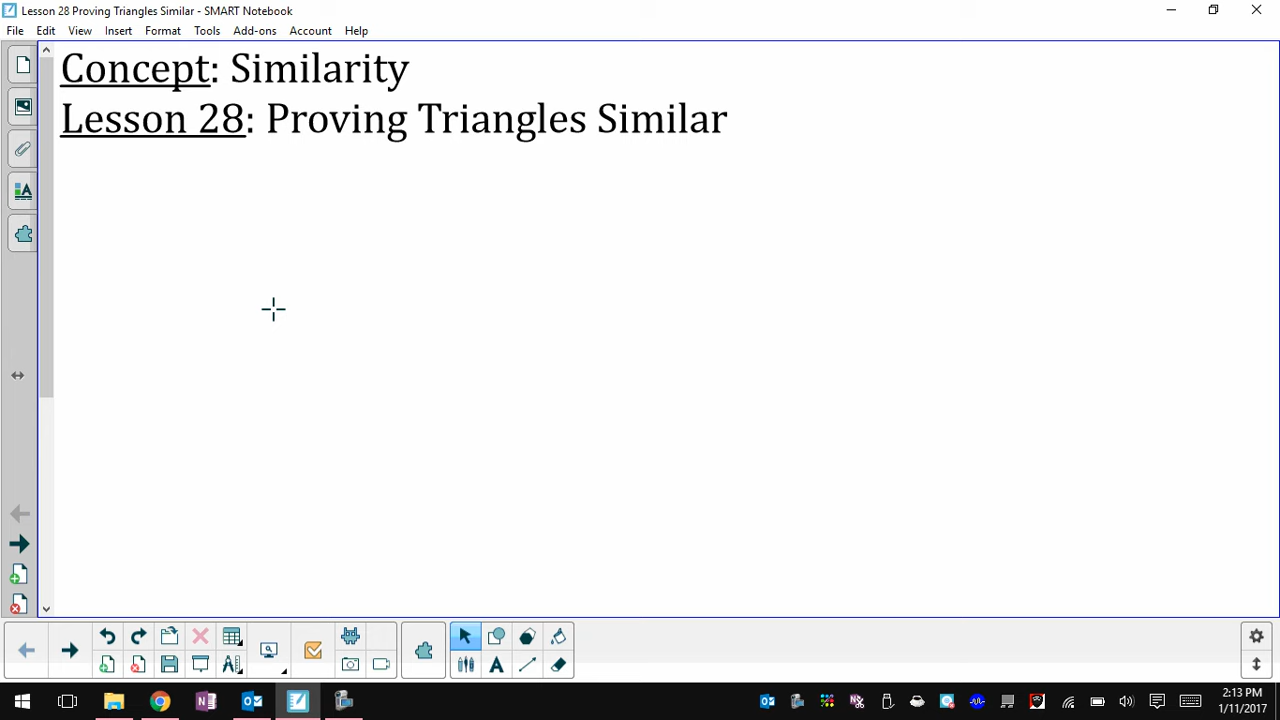 Lesson 28 Proving Triangles Similar - SMART Notebook
File Edit View Insert Format Tools Add-ons Account Help
Concept: Similarity
Lesson 28: Proving Triangles Similar
2:13 PM
1/11/2017